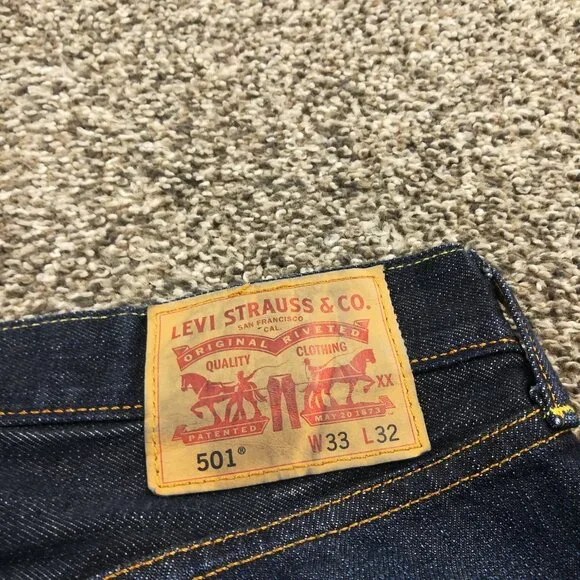 LEVI STRAUSS & CO.
SAN FRANCISCO
CAL.
ORIGINAL RIVETED
QUALITY CLOTHING
XX
PATENTED MAY 20 1873
501® W33 L32